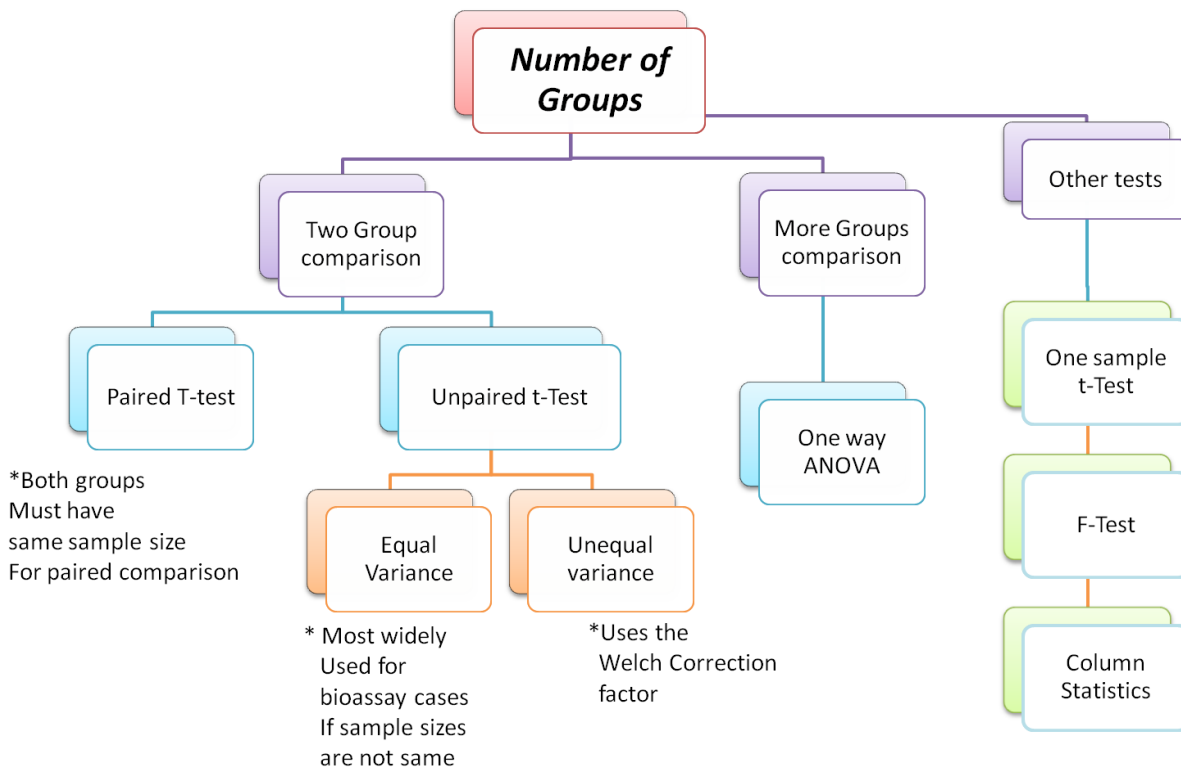 Number of
Groups
Other tests
Two Group
comparison
More Groups
comparison
Paired T-test
Unpaired t-Test
One way
ANOVA
One sample
t-Test
*Both groups
Must have
same sample size
For paired comparison
Equal
Variance
Unequal
variance
F-Test
* Most widely
Used for
bioassay cases
If sample sizes
are not same
*Uses the
Welch Correction
factor
Column
Statistics